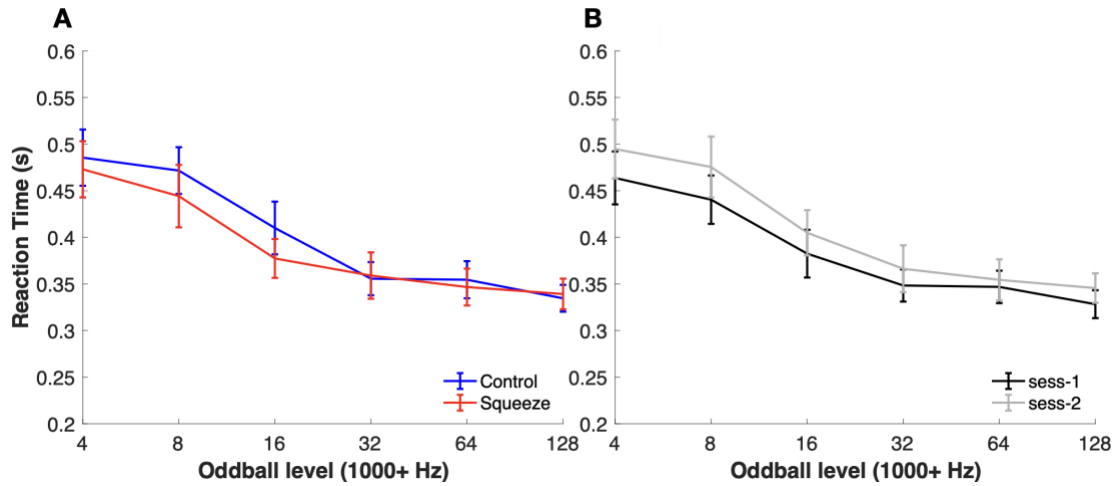 A
B
0.6
0.55
0.5
0.45
0.4
0.35
0.3
0.25
0.2
Reaction Time (s)
4 8 16 32 64 128
Oddball level (1000+ Hz)
Control
Squeeze
0.6
0.55
0.5
0.45
0.4
0.35
0.3
0.25
0.2
4 8 16 32 64 128
Oddball level (1000+ Hz)
sess-1
sess-2